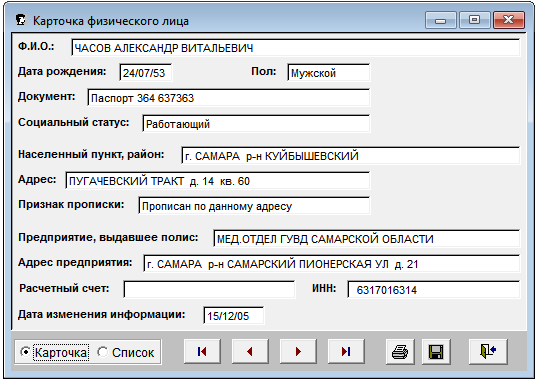 Карточка физического лица
Ф.И.О.: ЧАСОВ АЛЕКСАНДР ВИТАЛЬЕВИЧ
Дата рождения: 24/07/53 Пол: Мужской
Документ: Паспорт 364 637363
Социальный статус: Работающий
Населенный пункт, район: г. САМАРА р-н КУЙБЫШЕВСКИЙ
Адрес: ПУГАЧЕВСКИЙ ТРАКТ д. 14 кв. 60
Признак прописки: Прописан по данному адресу
Предприятие, выдавшее полис: МЕД.ОТДЕЛ ГУВД САМАРСКОЙ ОБЛАСТИ
Адрес предприятия: г. САМАРА р-н САМАРСКИЙ ПИОНЕРСКАЯ УЛ д. 21
Расчетный счет: ИНН: 6317016314
Дата изменения информации: 15/12/05
Карточка Список